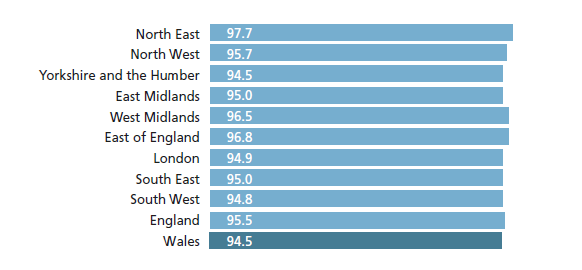 North East 97.7
North West 95.7
Yorkshire and the Humber 94.5
East Midlands 95.0
West Midlands 96.5
East of England 96.8
London 94.9
South East 95.0
South West 94.8
England 95.5
Wales 94.5